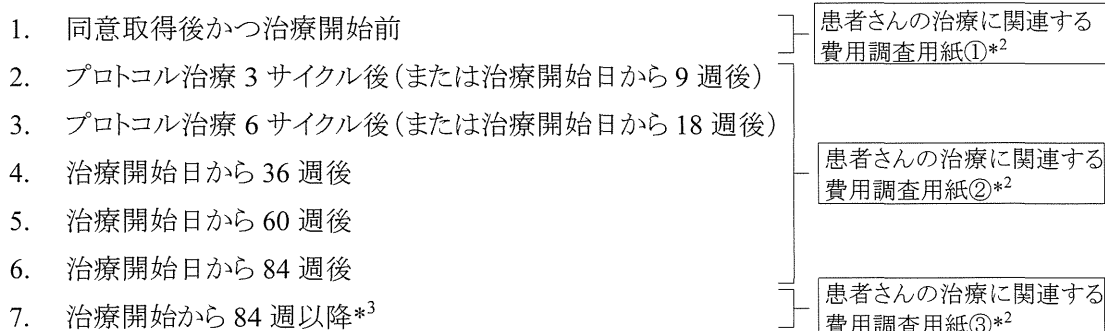 1. 同意取得後かつ治療開始前
患者さんの治療に関連する
費用調査用紙①*2
2. プロトコル治療 3 サイクル後(または治療開始日から 9 週後)
3. プロトコル治療 6 サイクル後(または治療開始日から 18 週後)
4. 治療開始日から 36 週後
患者さんの治療に関連する
費用調査用紙②*2
5. 治療開始日から 60 週後
6. 治療開始日から 84 週後
7. 治療開始から 84 週以降*3
患者さんの治療に関連する
費用調査用紙③*2